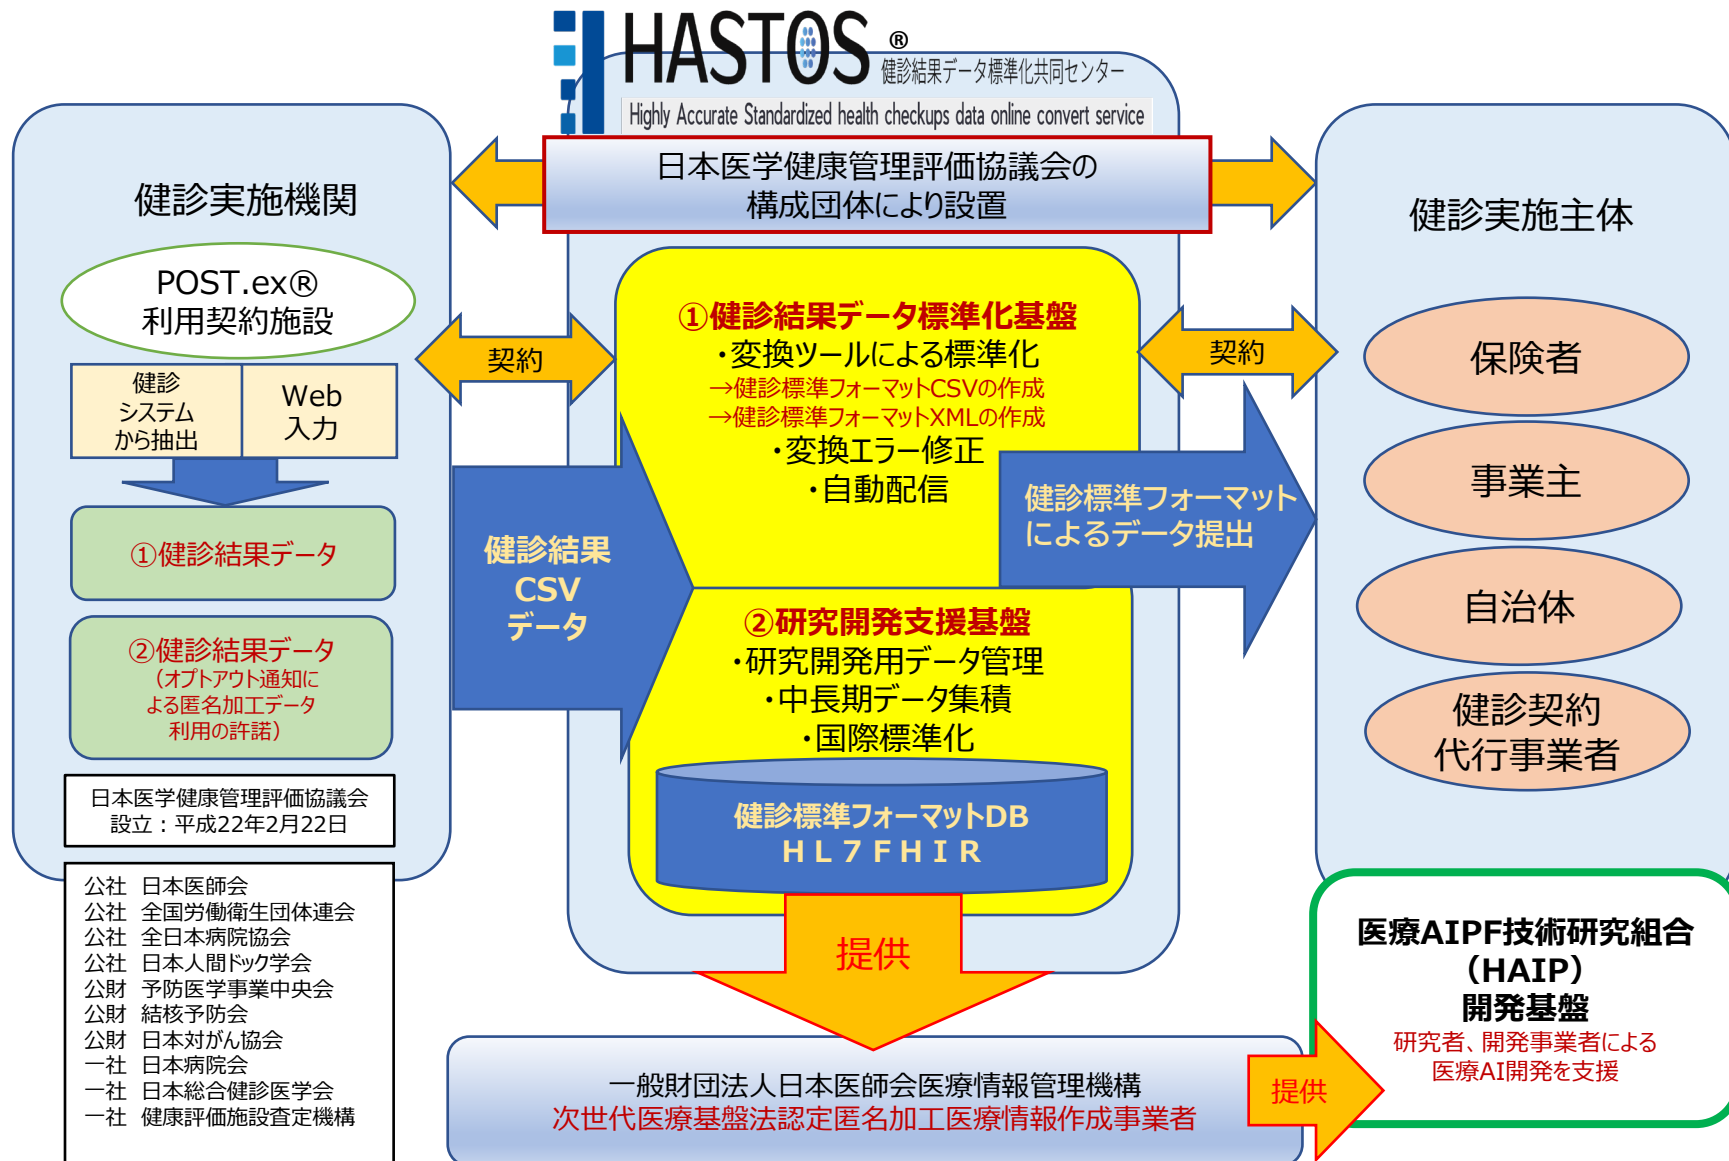 HASTOS ®
健診結果データ標準化共同センター
Highly Accurate Standardized health checkups data online convert service
日本医学健康管理評価協議会の
構成団体により設置
健診実施機関
POST.ex®
利用契約施設
健診
システム
から抽出
Web
入力
①健診結果データ
②健診結果データ
（オプトアウト通知に
よる匿名加工データ
利用の許諾）
日本医学健康管理評価協議会
設立：平成22年2月22日
公社 日本医師会
公社 全国労働衛生団体連会
公社 全日本病院協会
公社 日本人間ドック学会
公財 予防医学事業中央会
公財 結核予防会
公財 日本対がん協会
一社 日本病院会
一社 日本総合健診医学会
一社 健康評価施設査定機構
契約
健診結果
CSV
データ
①健診結果データ標準化基盤
・変換ツールによる標準化
→健診標準フォーマットCSVの作成
→健診標準フォーマットXMLの作成
・変換エラー修正
・自動配信
②研究開発支援基盤
・研究開発用データ管理
・中長期データ集積
・国際標準化
健診標準フォーマットDB
ＨＬ７ＦＨＩＲ
契約
健診標準フォーマット
によるデータ提出
健診実施主体
保険者
事業主
自治体
健診契約
代行事業者
提供
一般財団法人日本医師会医療情報管理機構
次世代医療基盤法認定匿名加工医療情報作成事業者
提供
医療AIPF技術研究組合
（HAIP）
開発基盤
研究者、開発事業者による
医療AI開発を支援